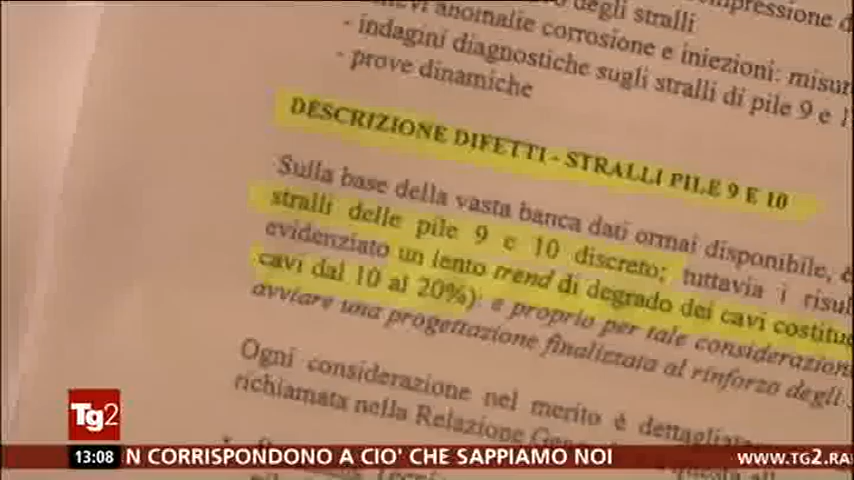 degli stralli
anomalie corrosione e iniezioni:
- indagini diagnostiche sugli stralli di pile 9 e
- prove dinamiche
DESCRIZIONE DIFETTI - STRALLI PILE 9 E 10
Sulla base della vasta banca dati ormai disponibile,
stralli delle pile 9 e 10 discreto; tuttavia i
evidenziato un lento trend di degrado dei cavi
cavi dal 10 al 20%); e proprio per tale
avviare una progettazione finalizzata al rinforzo degli
Ogni considerazione nel merito è
richiamata nella Relazione
Tg2
13:08 N CORRISPONDONO A CIO' CHE SAPPIAMO NOI WWW.TG2.RA